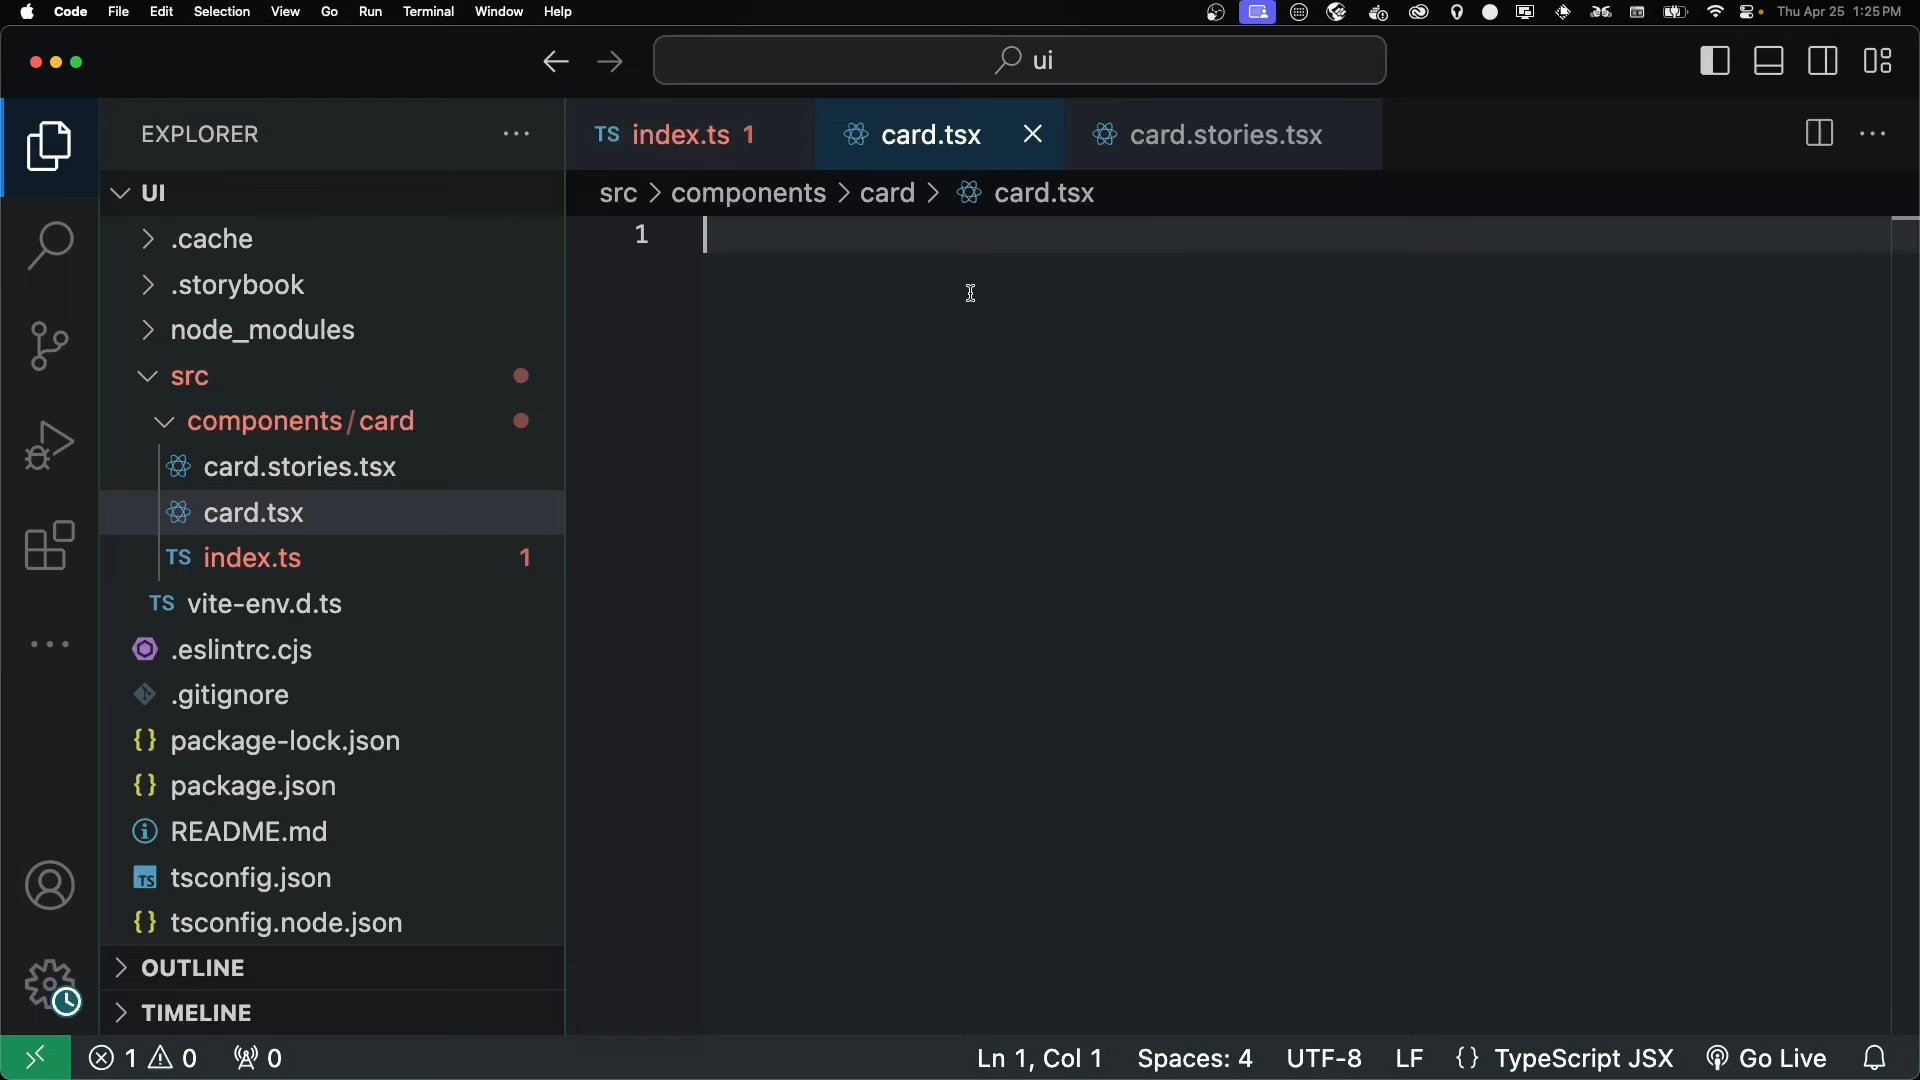 Code File Edit Selection View Go Run Terminal Window Help
Thu Apr 25 1:25 PM
ui
EXPLORER
TS index.ts 1
card.tsx
card.stories.tsx
UI
src > components > card > card.tsx
.cache
1
.storybook
node_modules
src
components/card
card.stories.tsx
card.tsx
TS index.ts 1
TS vite-env.d.ts
.eslintrc.cjs
.gitignore
{} package-lock.json
{} package.json
README.md
TS tsconfig.json
{} tsconfig.node.json
OUTLINE
TIMELINE
1 0 0 Ln 1, Col 1 Spaces: 4 UTF-8 LF {} TypeScript JSX Go Live